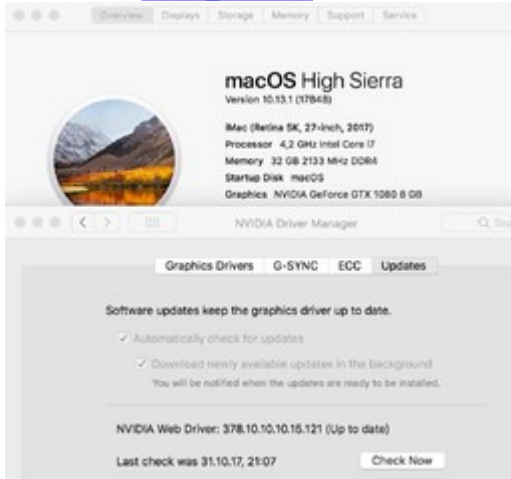 Overview Displays Storage Memory Support Service
macOS High Sierra
Version 10.13.1 (17B48)
iMac (Retina 5K, 27-inch, 2017)
Processor 4,2 GHz Intel Core i7
Memory 32 GB 2133 MHz DDR4
Startup Disk macOS
Graphics NVIDIA GeForce GTX 1080 8 GB
NVIDIA Driver Manager
Graphics Drivers G-SYNC ECC Updates
Software updates keep the graphics driver up to date.
Automatically check for updates
Download newly available updates in the background
You will be notified when the updates are ready to be installed.
NVIDIA Web Driver: 378.10.10.10.15.121 (Up to date)
Last check was 31.10.17, 21:07 Check Now